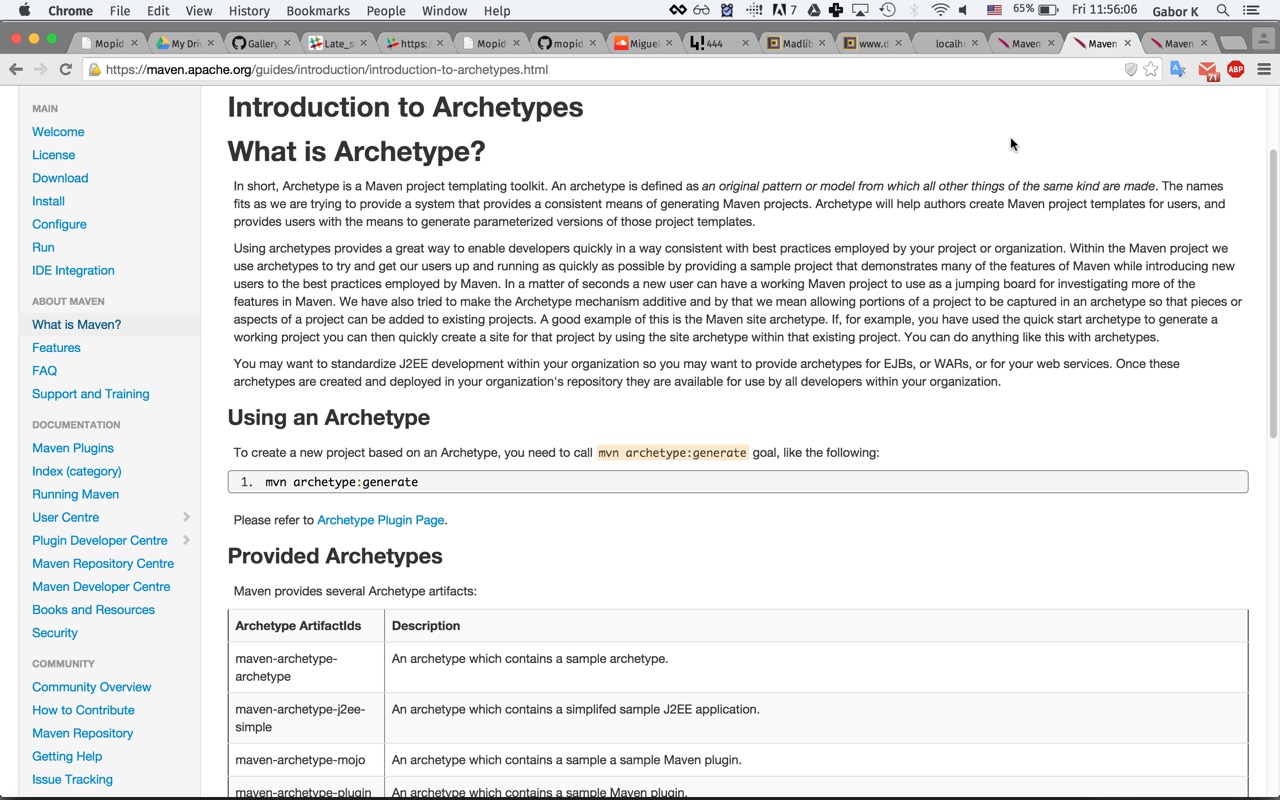 Chrome File Edit View History Bookmarks People Window Help 7 65% Fri 11:56:06 Gabor K
Mopid My Driv Gallery Late_s https: Mopid mopid Miguel 444 Madlib www.d localh Maven Maven Maven
https://maven.apache.org/guides/introduction/introduction-to-archetypes.html 71 ABP
MAIN
Welcome
License
Download
Install
Configure
Run
IDE Integration
ABOUT MAVEN
What is Maven?
Features
FAQ
Support and Training
DOCUMENTATION
Maven Plugins
Index (category)
Running Maven
User Centre
Plugin Developer Centre
Maven Repository Centre
Maven Developer Centre
Books and Resources
Security
COMMUNITY
Community Overview
How to Contribute
Maven Repository
Getting Help
Issue Tracking
Introduction to Archetypes
What is Archetype?
In short, Archetype is a Maven project templating toolkit. An archetype is defined as an original pattern or model from which all other things of the same kind are made. The names
fits as we are trying to provide a system that provides a consistent means of generating Maven projects. Archetype will help authors create Maven project templates for users, and
provides users with the means to generate parameterized versions of those project templates.
Using archetypes provides a great way to enable developers quickly in a way consistent with best practices employed by your project or organization. Within the Maven project we
use archetypes to try and get our users up and running as quickly as possible by providing a sample project that demonstrates many of the features of Maven while introducing new
users to the best practices employed by Maven. In a matter of seconds a new user can have a working Maven project to use as a jumping board for investigating more of the
features in Maven. We have also tried to make the Archetype mechanism additive and by that we mean allowing portions of a project to be captured in an archetype so that pieces or
aspects of a project can be added to existing projects. A good example of this is the Maven site archetype. If, for example, you have used the quick start archetype to generate a
working project you can then quickly create a site for that project by using the site archetype within that existing project. You can do anything like this with archetypes.
You may want to standardize J2EE development within your organization so you may want to provide archetypes for EJBs, or WARs, or for your web services. Once these
archetypes are created and deployed in your organization's repository they are available for use by all developers within your organization.
Using an Archetype
To create a new project based on an Archetype, you need to call mvn archetype:generate goal, like the following:
1. mvn archetype:generate
Please refer to Archetype Plugin Page.
Provided Archetypes
Maven provides several Archetype artifacts:
Archetype ArtifactIds Description
maven-archetype-
archetype
An archetype which contains a sample archetype.
maven-archetype-j2ee-
simple
An archetype which contains a simplifed sample J2EE application.
maven-archetype-mojo An archetype which contains a sample a sample Maven plugin.
maven-archetype-plugin An archetype which contains a sample Maven plugin.